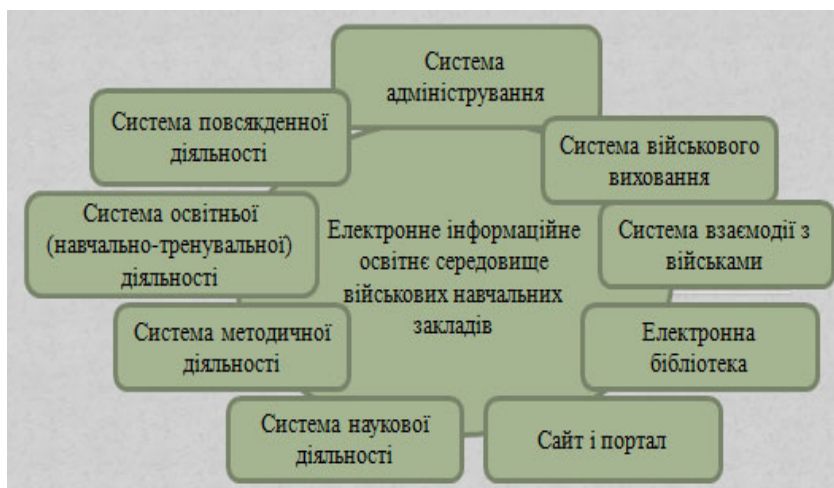 Система
адміністрування
Система повсякденної
діяльності
Система військового
виховання
Система освітньої
(навчально-тренувальної)
діяльності
Електронне інформаційне
освітнє середовище
військових навчальних
закладів
Система взаємодії з
військами
Система методичної
діяльності
Електронна
бібліотека
Система наукової
діяльності
Сайт і портал